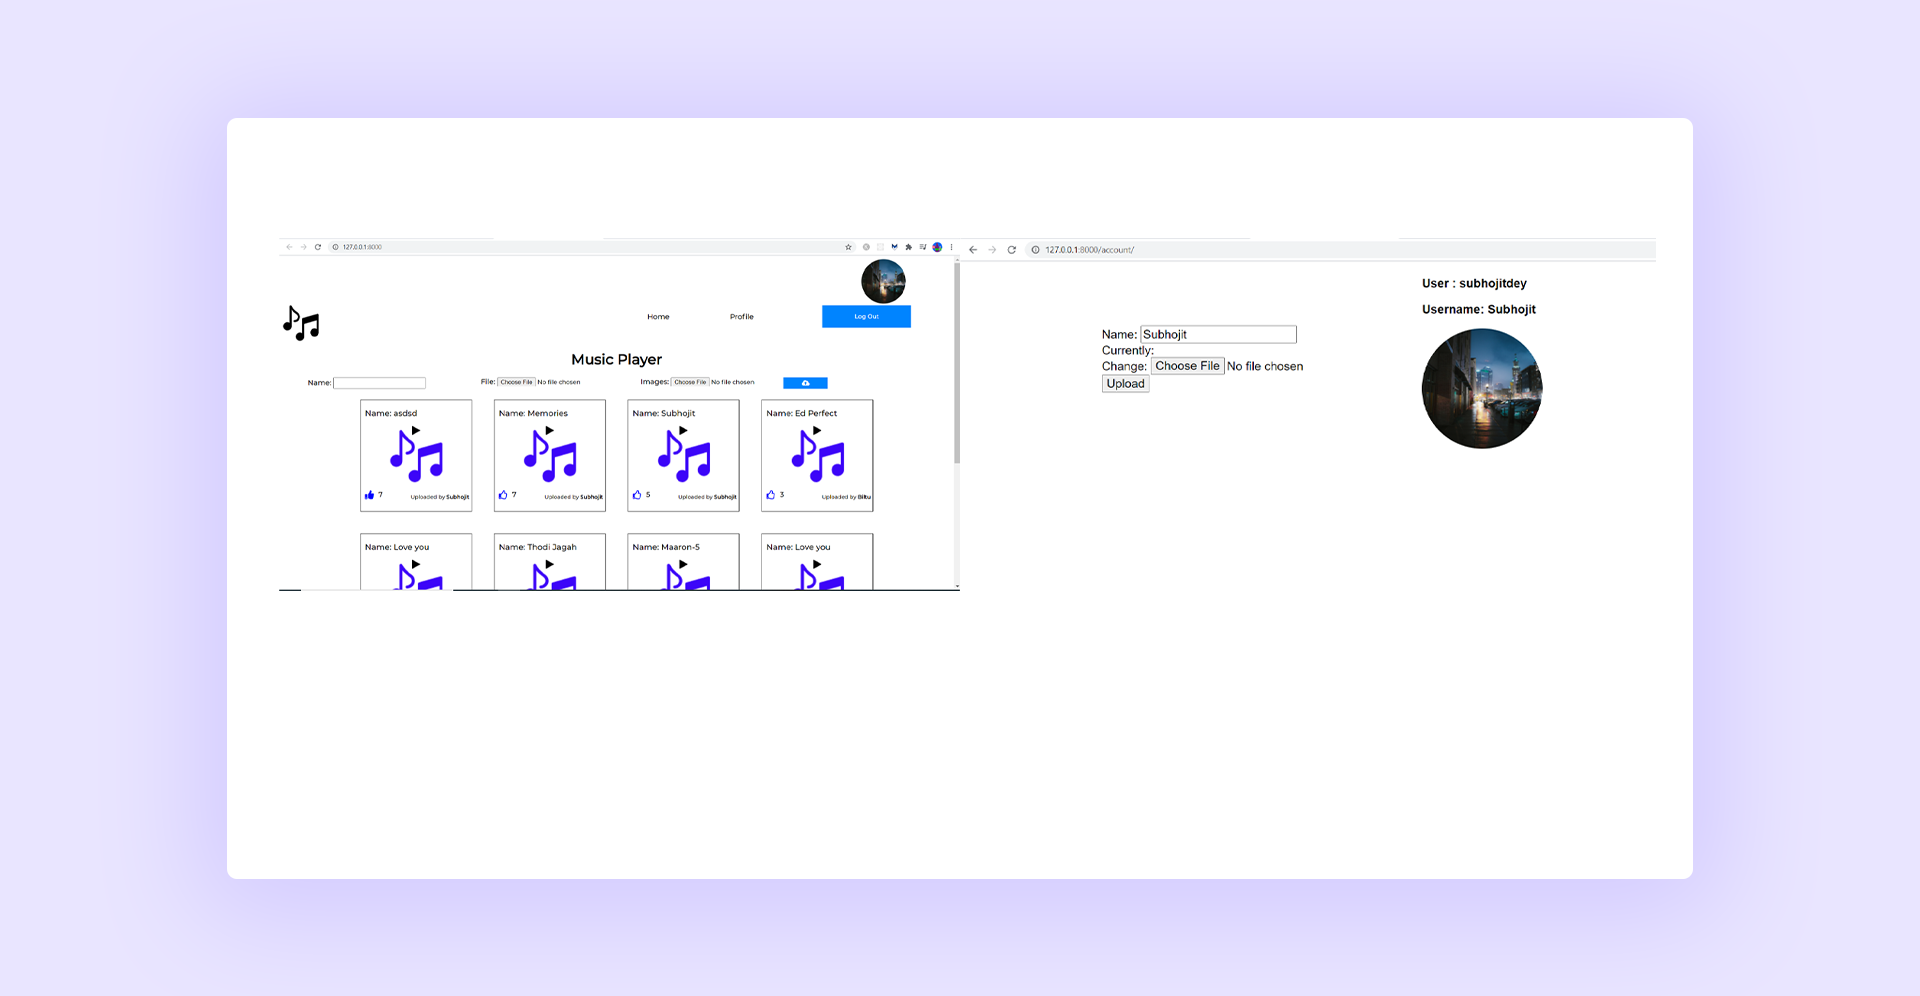 127.0.0.1:8000
Home Profile Log Out
Music Player
Name: File: Choose File No file chosen Images: Choose File No file chosen
Name: asdsd Name: Memories Name: Subhojit Name: Ed Perfect
7 Uploaded by Subhojit 7 Uploaded by Subhojit 5 Uploaded by Subhojit 3 Uploaded by Biltu
Name: Love you Name: Thodi Jagah Name: Maaron-5 Name: Love you
127.0.0.1:8000/account/
User : subhojitdey
Username: Subhojit
Name: Subhojit
Currently:
Change: Choose File No file chosen
Upload